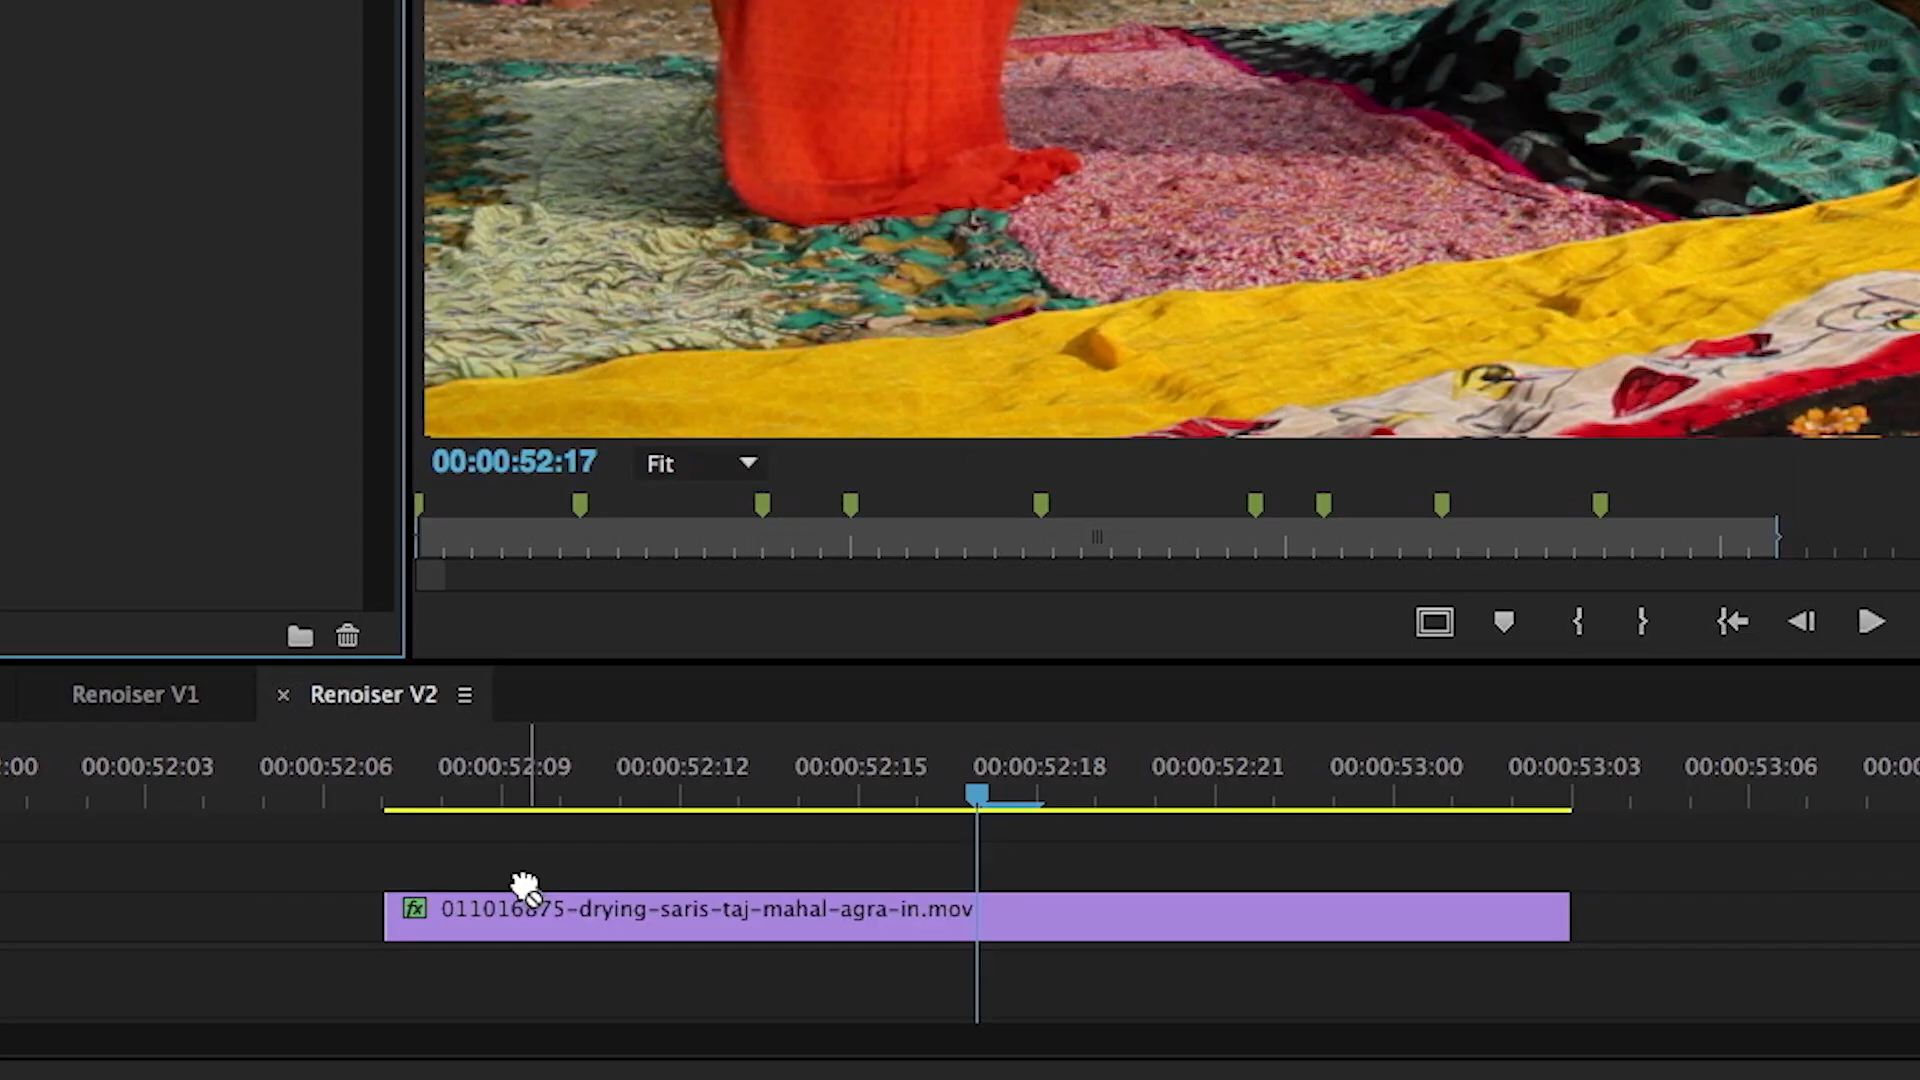 00:00:52:17 Fit
Renoiser V1 × Renoiser V2
:00 00:00:52:03 00:00:52:06 00:00:52:09 00:00:52:12 00:00:52:15 00:00:52:18 00:00:52:21 00:00:53:00 00:00:53:03 00:00:53:06 00:00
fx 011016875-drying-saris-taj-mahal-agra-in.mov